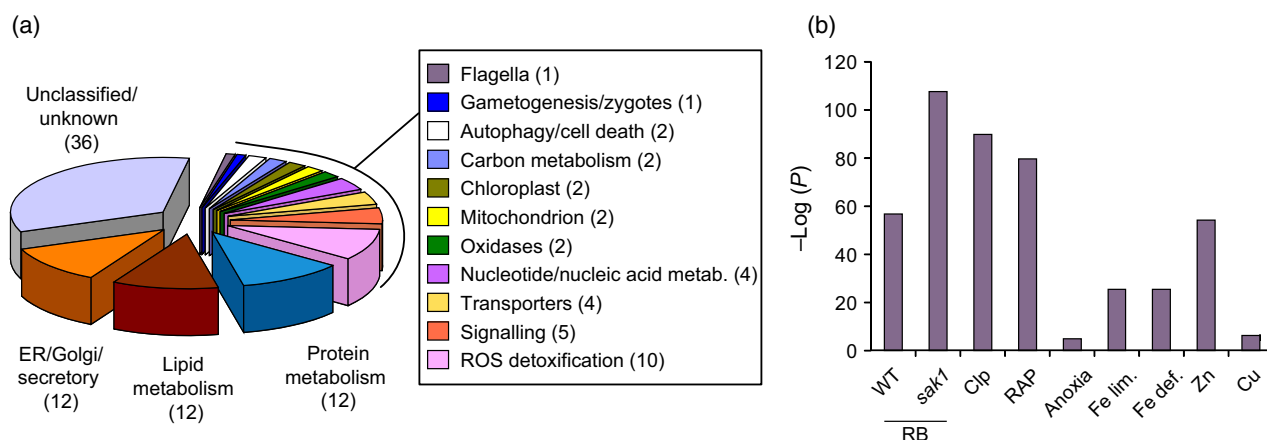 (a)
Unclassified/
unknown
(36)
ER/Golgi/
secretory
(12)
Lipid
metabolism
(12)
Protein
metabolism
(12)
Flagella (1)
Gametogenesis/zygotes (1)
Autophagy/cell death (2)
Carbon metabolism (2)
Chloroplast (2)
Mitochondrion (2)
Oxidases (2)
Nucleotide/nucleic acid metab. (4)
Transporters (4)
Signalling (5)
ROS detoxification (10)
(b)
–Log (P)
120
100
80
60
40
20
0
WT
sak1
Clp
RAP
Anoxia
Fe lim.
Fe def.
Zn
Cu
RB